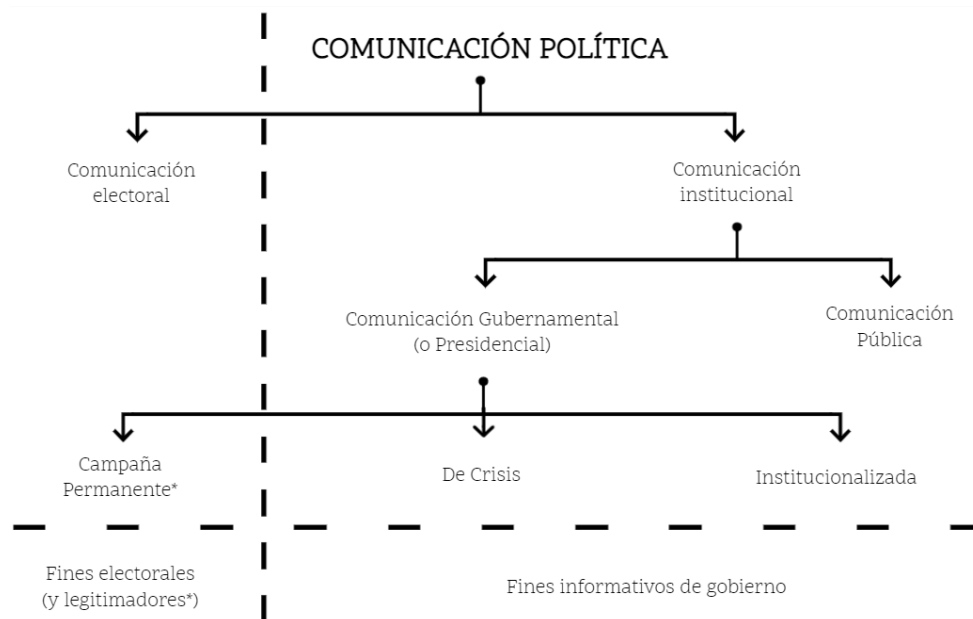 COMUNICACIÓN POLÍTICA
Comunicación
electoral
Comunicación
institucional
Comunicación Gubernamental
(o Presidencial)
Comunicación
Pública
Campaña
Permanente*
De Crisis
Institucionalizada
Fines electorales
(y legitimadores*)
Fines informativos de gobierno